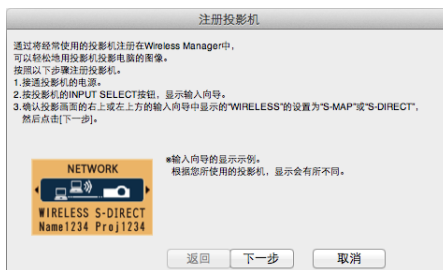 注册投影机
通过将经常使用的投影机注册在Wireless Manager中，
可以轻松地用投影机投影电脑的图像。
按照以下步骤注册投影机。
1.接通投影机的电源。
2.按投影机的INPUT SELECT按钮，显示输入向导。
3.确认投影画面的右上或左上方的输入向导中显示的“WIRELESS”的设置为“S-MAP”或“S-DIRECT”，
然后点击[下一步]。
NETWORK
WIRELESS S-DIRECT
Name1234 Proj1234
※输入向导的显示示例。
根据您所使用的投影机，显示会有所不同。
返回 下一步 取消